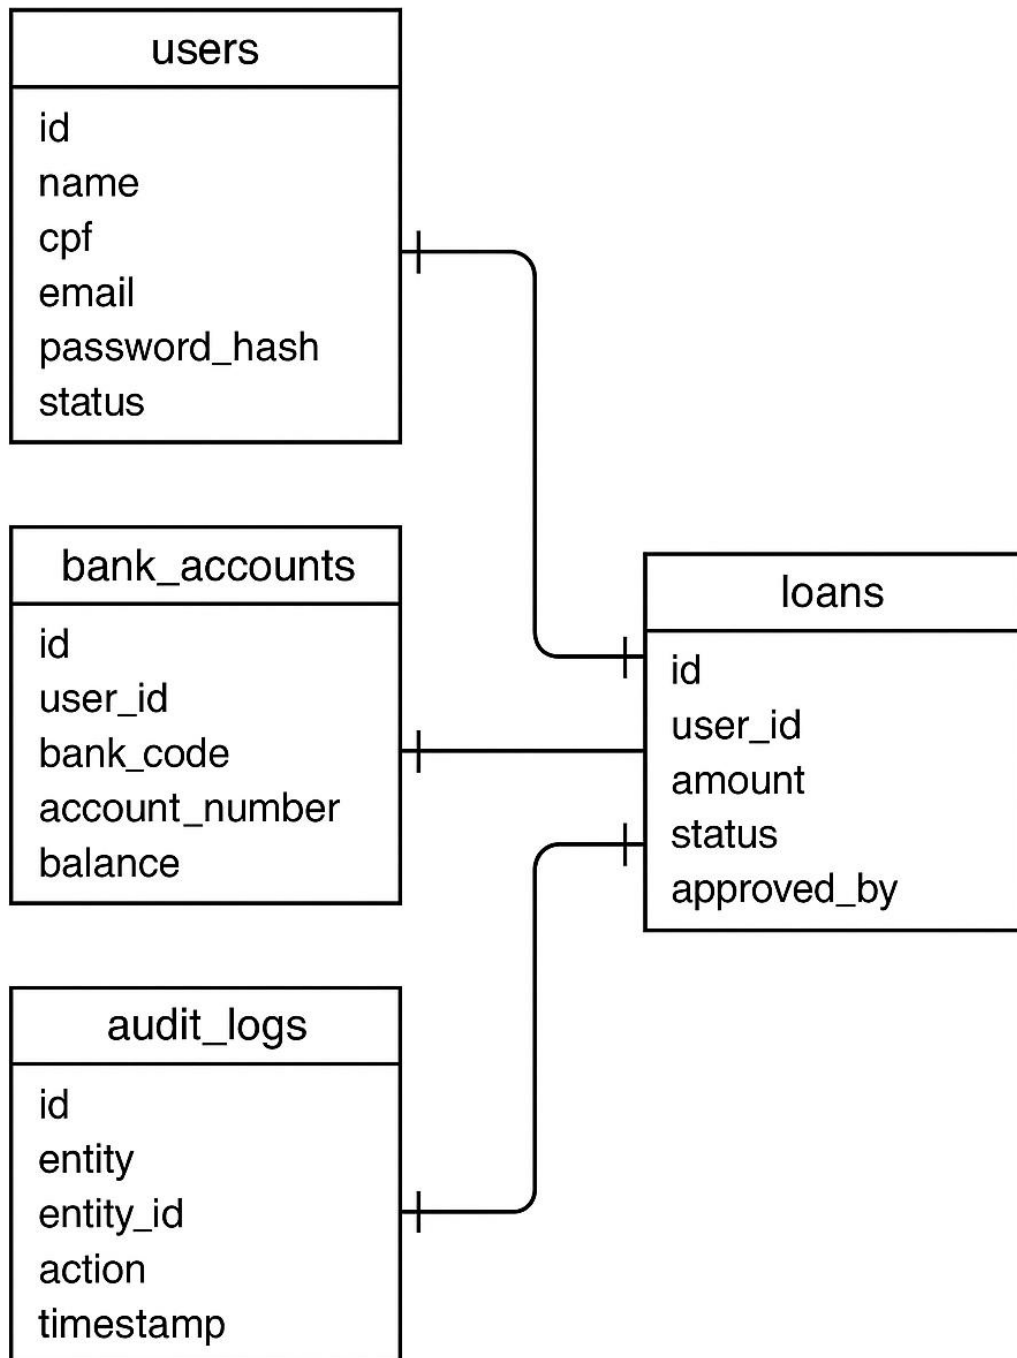 users
id
name
cpf
email
password_hash
status
bank_accounts
id
user_id
bank_code
account_number
balance
loans
id
user_id
amount
status
approved_by
audit_logs
id
entity
entity_id
action
timestamp